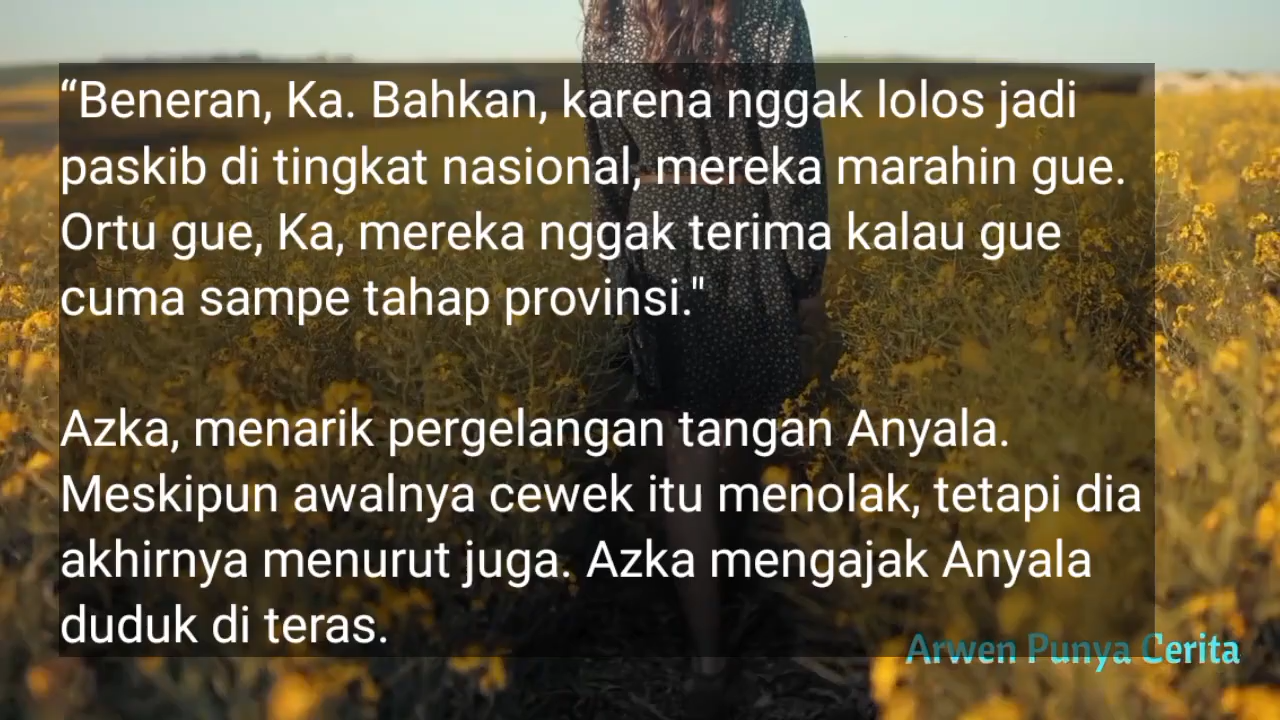 “Beneran, Ka. Bahkan, karena nggak lolos jadi
paskib di tingkat nasional, mereka marahin gue.
Ortu gue, Ka, mereka nggak terima kalau gue
cuma sampe tahap provinsi."
Azka, menarik pergelangan tangan Anyala.
Meskipun awalnya cewek itu menolak, tetapi dia
akhirnya menurut juga. Azka mengajak Anyala
duduk di teras.
Arwen Punya Cerita